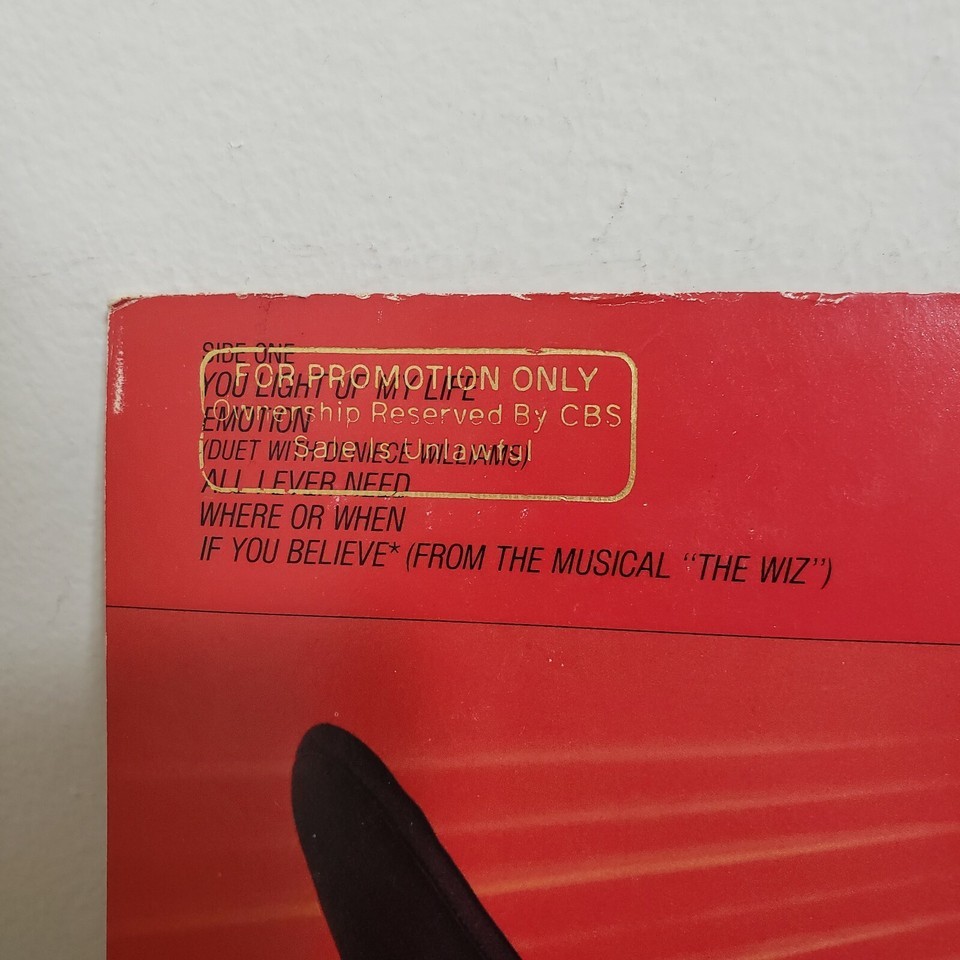 SIDE ONE
YOU LIGHT UP MY LIFE
EMOTION
(DUET WITH DENIECE WILLIAMS)
ALL I EVER NEED
WHERE OR WHEN
IF YOU BELIEVE* (FROM THE MUSICAL "THE WIZ")
FOR PROMOTION ONLY
Ownership Reserved By CBS
Sale Is Unlawful